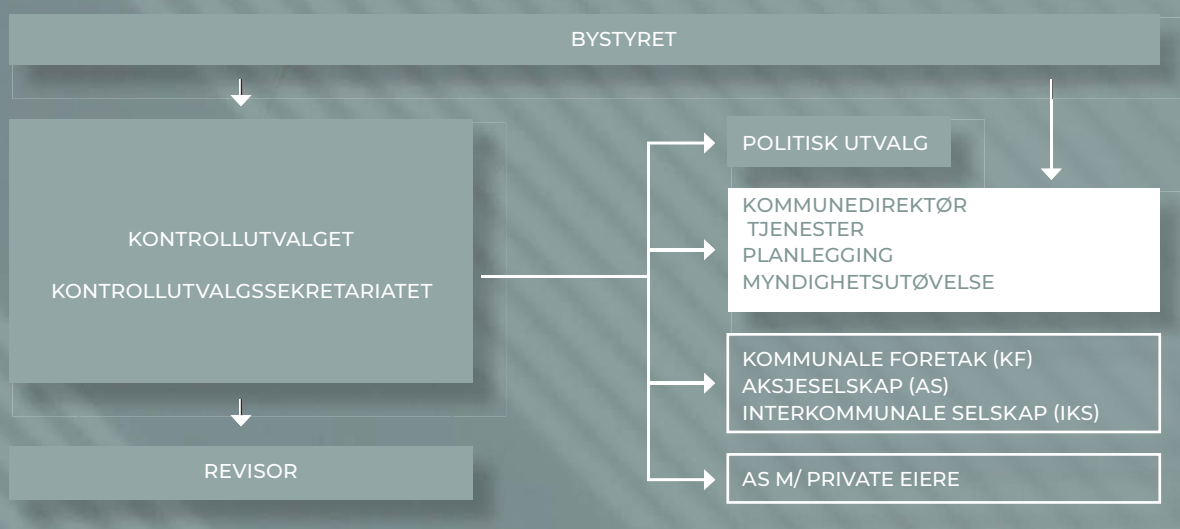 BYSTYRET
KONTROLLUTVALGET
KONTROLLUTVALGSSEKRETARIATET
REVISOR
POLITISK UTVALG
KOMMUNEDIREKTØR
TJENESTER
PLANLEGGING
MYNDIGHETSUTØVELSE
KOMMUNALE FORETAK (KF)
AKSJESELSKAP (AS)
INTERKOMMUNALE SELSKAP (IKS)
AS M/ PRIVATE EIERE